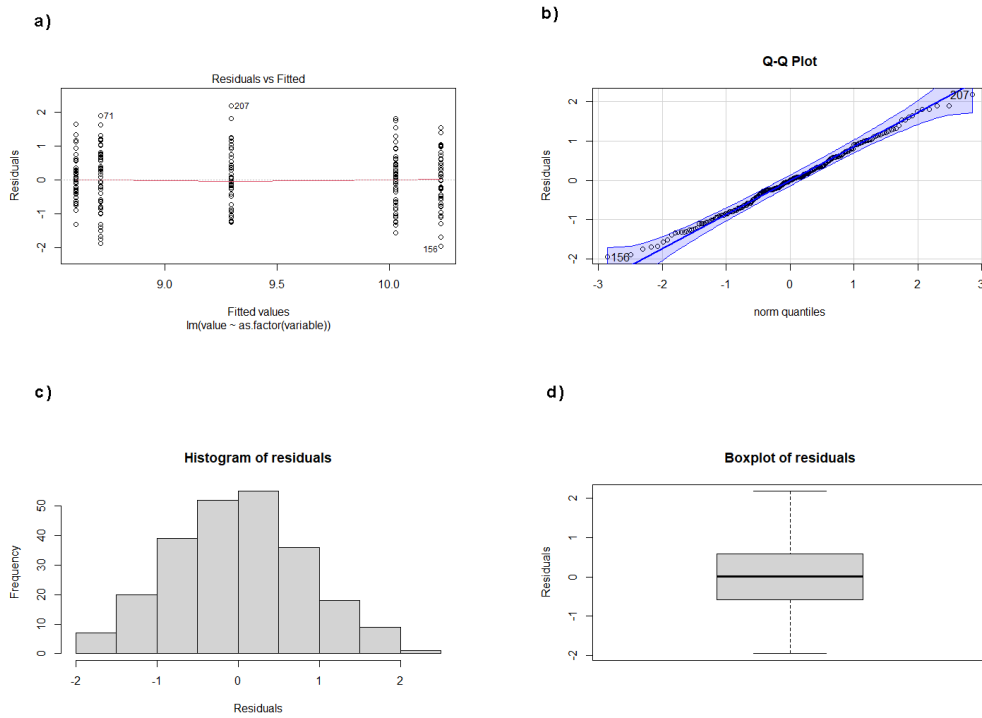 a)
Residuals vs Fitted
Residuals
2
1
0
-1
-2
71
207
156
9.0 9.5 10.0
Fitted values
lm(value ~ as.factor(variable))
b)
Q-Q Plot
Residuals
2
1
0
-1
-2
207
156
-3 -2 -1 0 1 2 3
norm quantiles
c)
Histogram of residuals
Frequency
50
40
30
20
10
0
-2 -1 0 1 2
Residuals
d)
Boxplot of residuals
Residuals
2
1
0
-1
-2